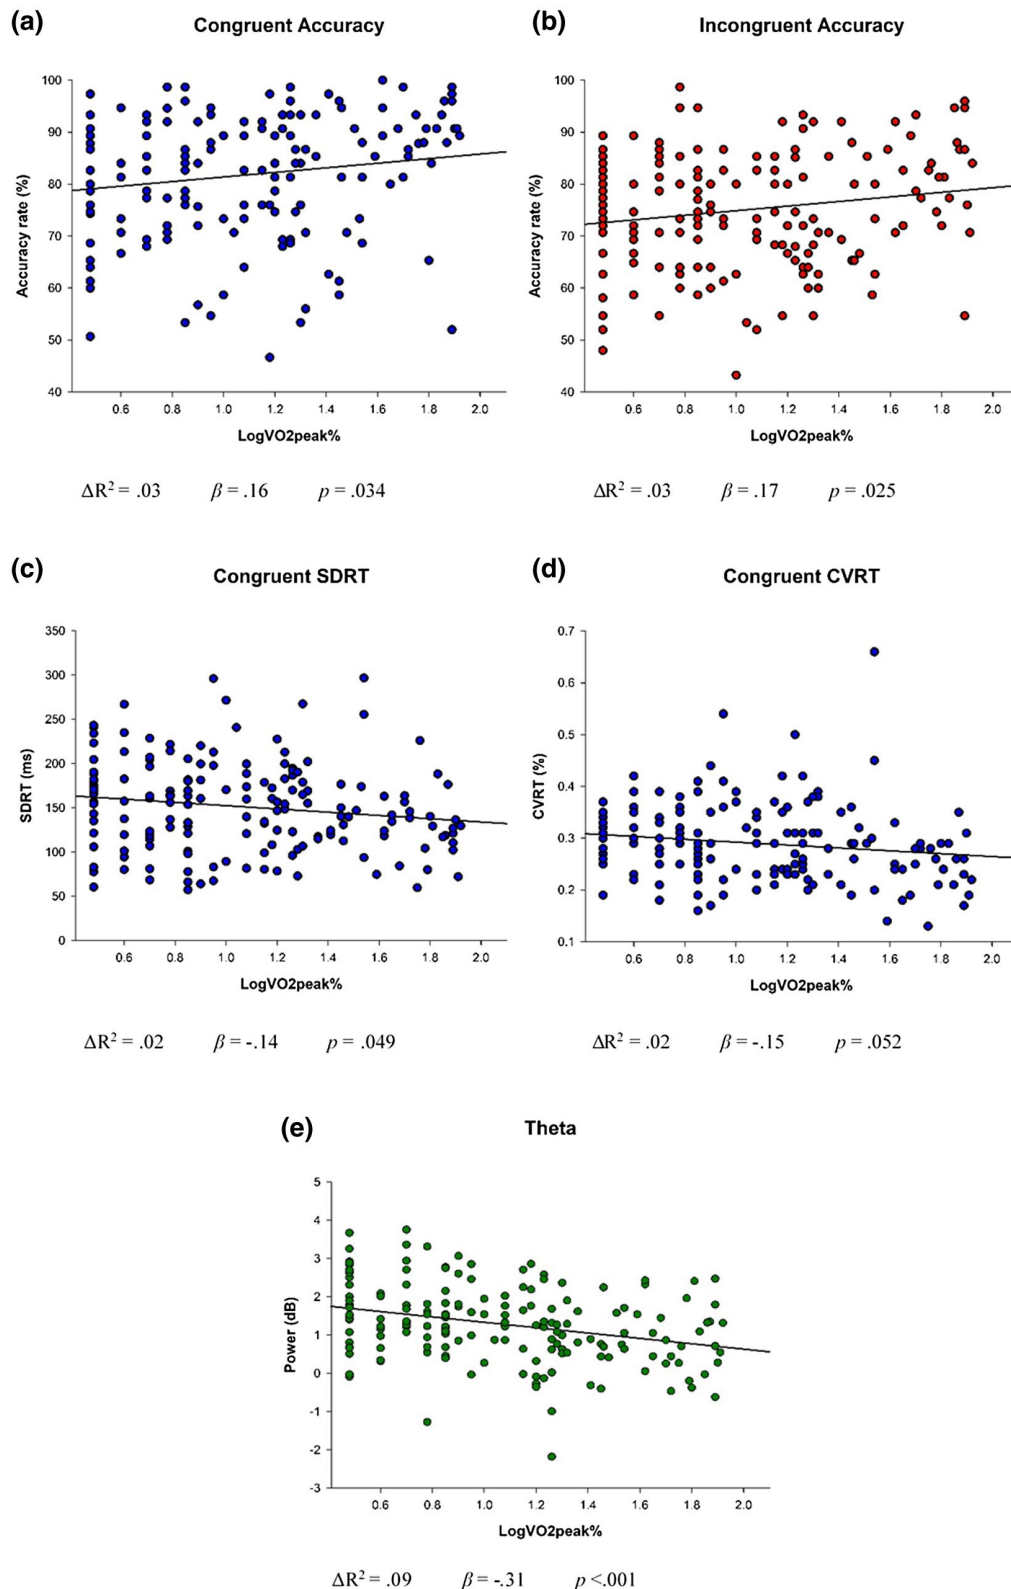 (a) Congruent Accuracy
Accuracy rate (%)
100
90
80
70
60
50
40
0.6 0.8 1.0 1.2 1.4 1.6 1.8 2.0
LogVO2peak%
ΔR² = .03 β = .16 p = .034
(b) Incongruent Accuracy
Accuracy rate (%)
100
90
80
70
60
50
40
0.6 0.8 1.0 1.2 1.4 1.6 1.8 2.0
LogVO2peak%
ΔR² = .03 β = .17 p = .025
(c) Congruent SDRT
SDRT (ms)
350
300
250
200
150
100
50
0
0.6 0.8 1.0 1.2 1.4 1.6 1.8 2.0
LogVO2peak%
ΔR² = .02 β = -.14 p = .049
(d) Congruent CVRT
CVRT (%)
0.7
0.6
0.5
0.4
0.3
0.2
0.1
0.6 0.8 1.0 1.2 1.4 1.6 1.8 2.0
LogVO2peak%
ΔR² = .02 β = -.15 p = .052
(e) Theta
Power (dB)
5
4
3
2
1
0
-1
-2
-3
0.6 0.8 1.0 1.2 1.4 1.6 1.8 2.0
LogVO2peak%
ΔR² = .09 β = -.31 p <.001